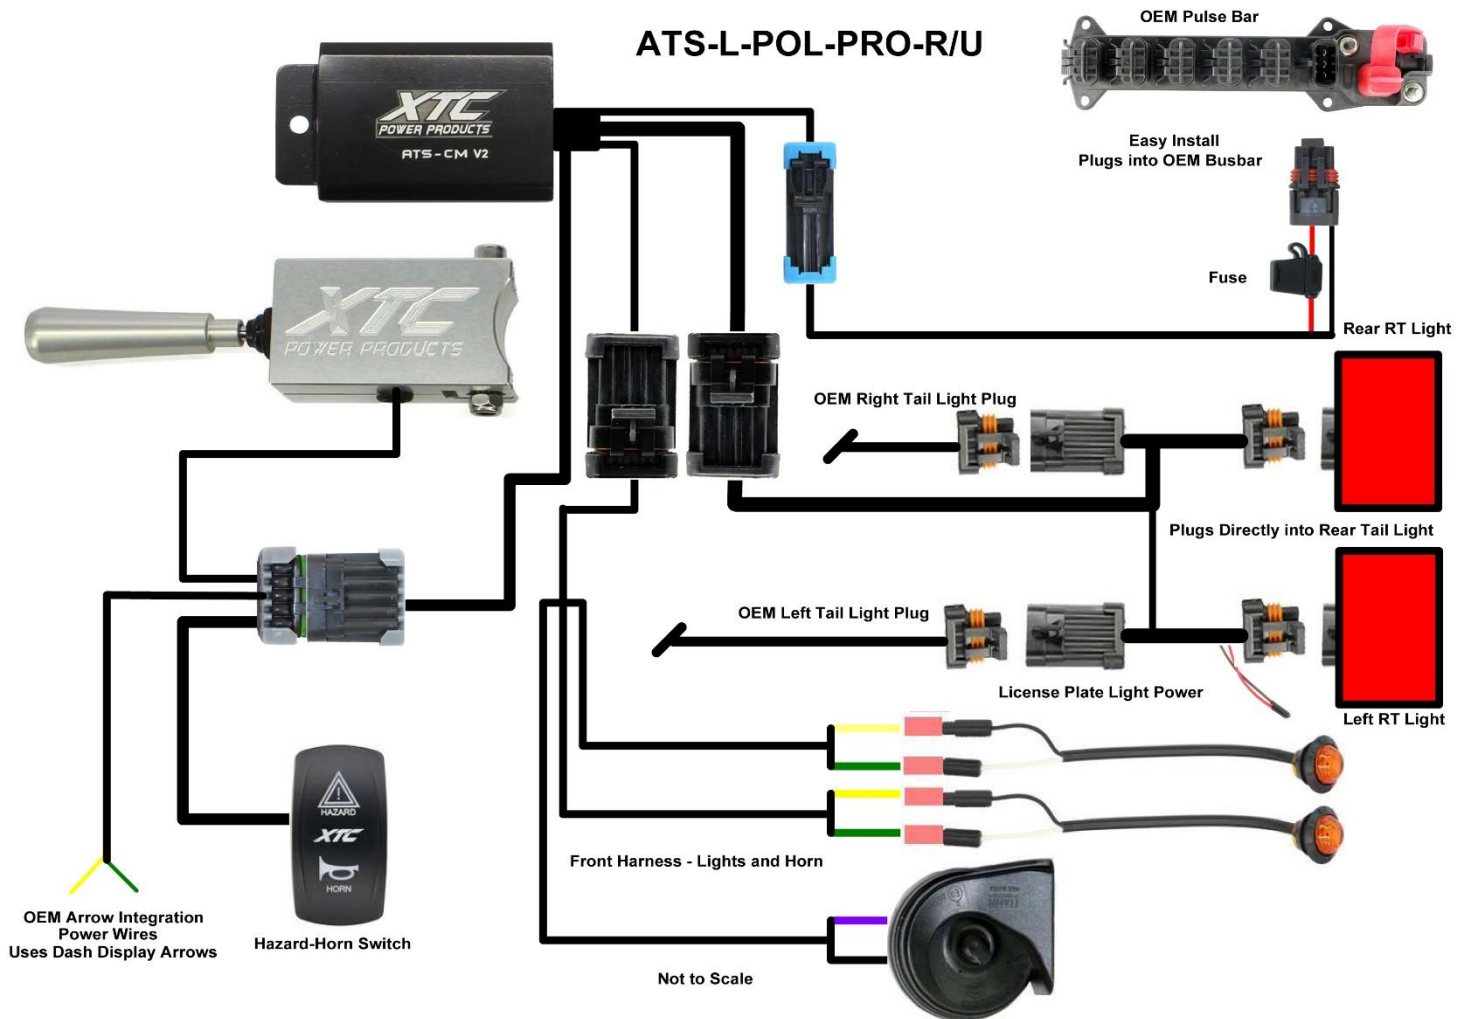 ATS-L-POL-PRO-R/U
OEM Pulse Bar
XTC
POWER PRODUCTS
ATS-CM V2
Easy Install
Plugs into OEM Busbar
Fuse
XTC
POWER PRODUCTS
Rear RT Light
OEM Right Tail Light Plug
Plugs Directly into Rear Tail Light
OEM Left Tail Light Plug
License Plate Light Power
Left RT Light
HAZARD
XTC
HORN
Front Harness - Lights and Horn
OEM Arrow Integration
Power Wires
Uses Dash Display Arrows
Hazard-Horn Switch
Not to Scale